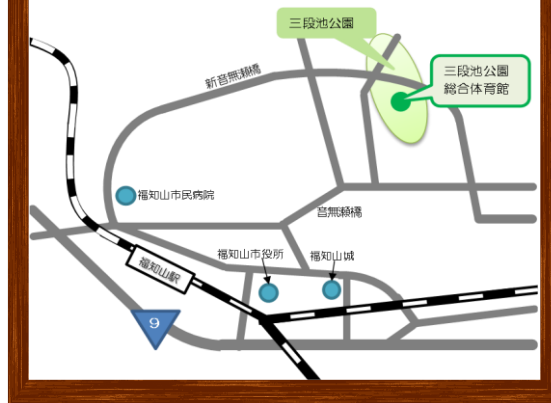 三段池公園
新音無瀬橋
三段池公園
総合体育館
福知山市民病院
音無瀬橋
福知山市役所
福知山城
福知山駅
9